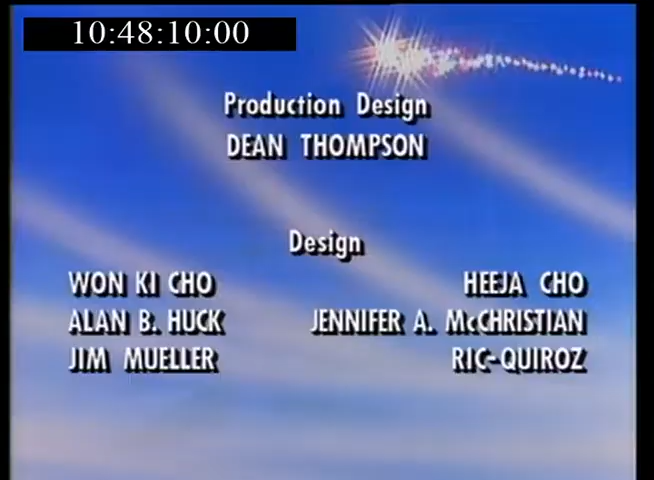 10:48:10:00
Production Design
DEAN THOMPSON
Design
WON KI CHO
HEEJA CHO
ALAN B. HUCK
JENNIFER A. McCHRISTIAN
JIM MUELLER
RIC-QUIROZ